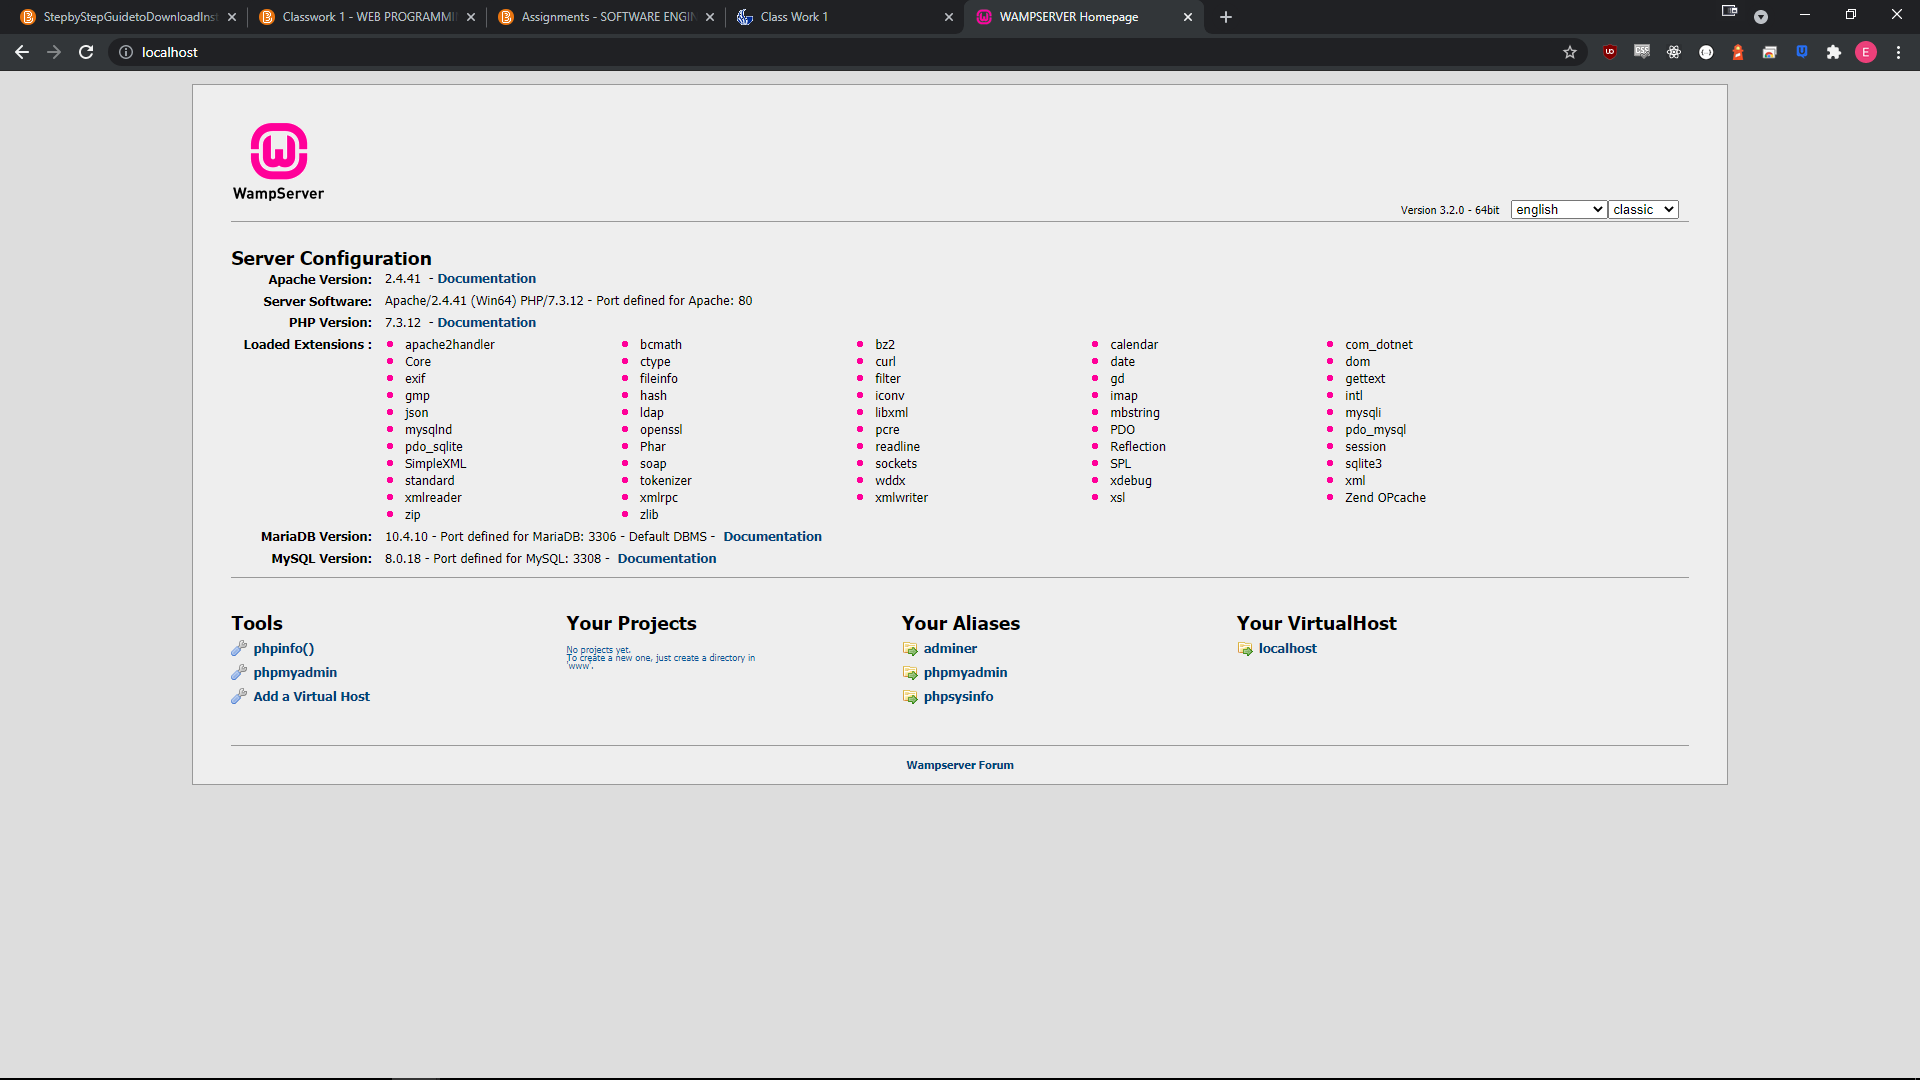 StepbyStepGuidetoDownloadInst
Classwork 1 - WEB PROGRAMMI
Assignments - SOFTWARE ENGIN
Class Work 1
WAMPSERVER Homepage
localhost
E
WampServer
Version 3.2.0 - 64bit english classic
Server Configuration
Apache Version: 2.4.41 - Documentation
Server Software: Apache/2.4.41 (Win64) PHP/7.3.12 - Port defined for Apache: 80
PHP Version: 7.3.12 - Documentation
Loaded Extensions : apache2handler bcmath bz2 calendar com_dotnet
Core ctype curl date dom
exif fileinfo filter gd gettext
gmp hash iconv imap intl
json ldap libxml mbstring mysqli
mysqlnd openssl pcre PDO pdo_mysql
pdo_sqlite Phar readline Reflection session
SimpleXML soap sockets SPL sqlite3
standard tokenizer wddx xdebug xml
xmlreader xmlrpc xmlwriter xsl Zend OPcache
zip zlib
MariaDB Version: 10.4.10 - Port defined for MariaDB: 3306 - Default DBMS - Documentation
MySQL Version: 8.0.18 - Port defined for MySQL: 3308 - Documentation
Tools
phpinfo()
phpmyadmin
Add a Virtual Host
Your Projects
No projects yet.
To create a new one, just create a directory in
'www'.
Your Aliases
adminer
phpmyadmin
phpsysinfo
Your VirtualHost
localhost
Wampserver Forum